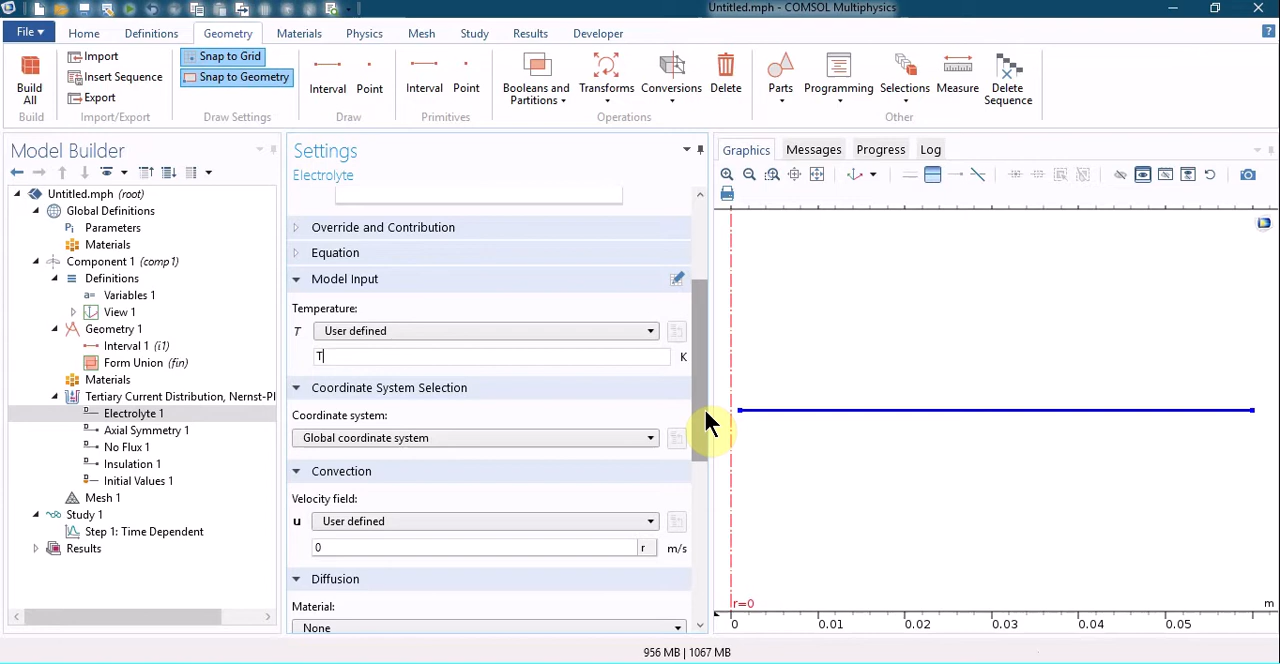 Untitled.mph - COMSOL Multiphysics
File
Home
Definitions
Geometry
Materials
Physics
Mesh
Study
Results
Developer
Build All
Build
Import
Insert Sequence
Export
Import/Export
Snap to Grid
Snap to Geometry
Draw Settings
Interval
Point
Draw
Interval
Point
Primitives
Booleans and Partitions
Transforms
Conversions
Delete
Operations
Parts
Programming
Selections
Measure
Delete Sequence
Other
Model Builder
Untitled.mph (root)
Global Definitions
Pi Parameters
Materials
Component 1 (comp1)
Definitions
a= Variables 1
View 1
Geometry 1
Interval 1 (i1)
Form Union (fin)
Materials
Tertiary Current Distribution, Nernst-Pl
Electrolyte 1
Axial Symmetry 1
No Flux 1
Insulation 1
Initial Values 1
Mesh 1
Study 1
Step 1: Time Dependent
Results
Settings
Electrolyte
Override and Contribution
Equation
Model Input
Temperature:
T User defined
T K
Coordinate System Selection
Coordinate system:
Global coordinate system
Convection
Velocity field:
u User defined
0 r m/s
Diffusion
Material:
None
Graphics
Messages
Progress
Log
r=0
m
0 0.01 0.02 0.03 0.04 0.05
956 MB | 1067 MB